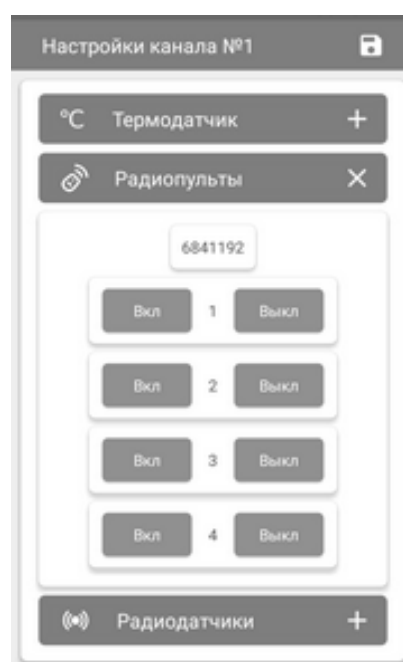 Настройки канала №1
°C Термодатчик +
Радиопульты
6841192
Вкл 1 Выкл
Вкл 2 Выкл
Вкл 3 Выкл
Вкл 4 Выкл
Радиодатчики +